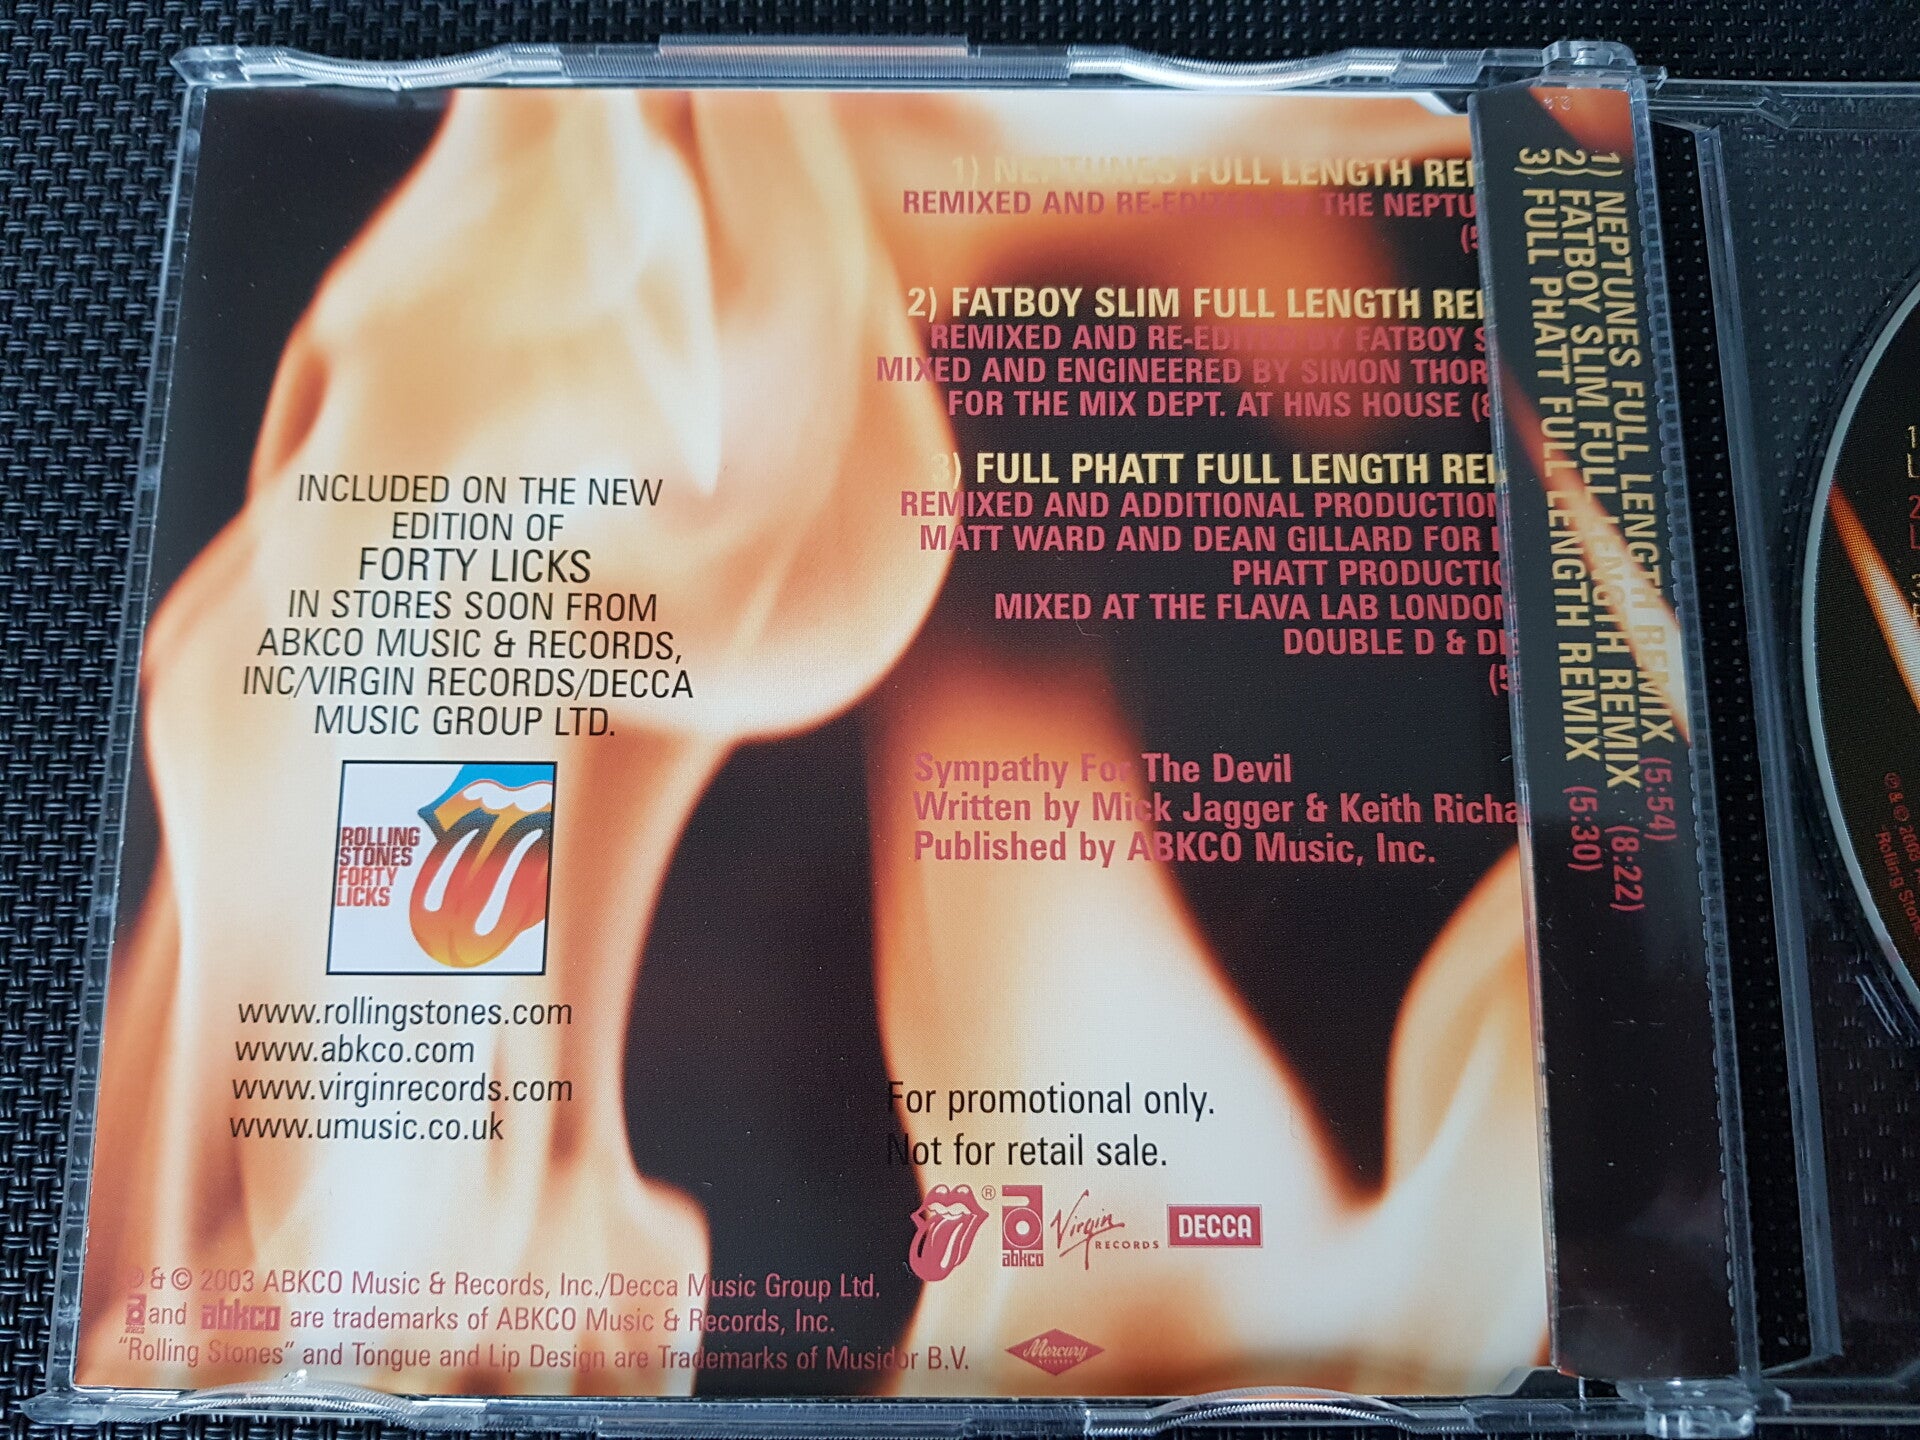 1) NEPTUNES FULL LENGTH
REMIXED AND RE-EDITED BY THE
2) FATBOY SLIM FULL LENGTH
REMIXED AND RE-EDITED BY FATBOY
MIXED AND ENGINEERED BY SIMON
FOR THE MIX DEPT. AT HMS HOUSE
3) FULL PHATT FULL LENGTH
REMIXED AND ADDITIONAL PRODUCTION
MATT WARD AND DEAN GILLARD FOR
PHATT
MIXED AT THE FLAVA LAB LONDON
DOUBLE D &
Sympathy For The Devil
Written by Mick Jagger & Keith
Published by ABKCO Music, Inc.
INCLUDED ON THE NEW
EDITION OF
FORTY LICKS
IN STORES SOON FROM
ABKCO MUSIC & RECORDS,
INC/VIRGIN RECORDS/DECCA
MUSIC GROUP LTD.
ROLLING
STONES
FORTY
LICKS
www.rollingstones.com
www.abkco.com
www.virginrecords.com
www.umusic.co.uk
For promotional only.
Not for retail sale.
®
abkco
Virgin
RECORDS
DECCA
℗ & © 2003 ABKCO Music & Records, Inc./Decca Music Group Ltd.
and abkco are trademarks of ABKCO Music & Records, Inc.
"Rolling Stones" and Tongue and Lip Design are Trademarks of Musidor B.V.
Mercury
RECORDS
1) NEPTUNES FULL LENGTH REMIX (5:54)
2) FATBOY SLIM FULL LENGTH REMIX (8:22)
3) FULL PHATT FULL LENGTH REMIX (5:30)
"Rolling